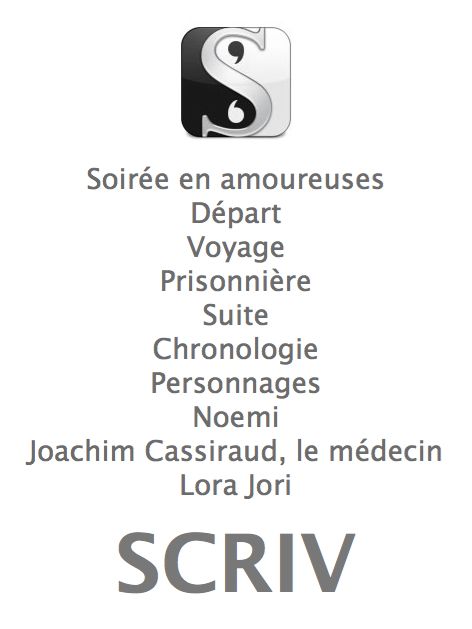 Soirée en amoureuses
Départ
Voyage
Prisonnière
Suite
Chronologie
Personnages
Noemi
Joachim Cassiraud, le médecin
Lora Jori
SCRIV